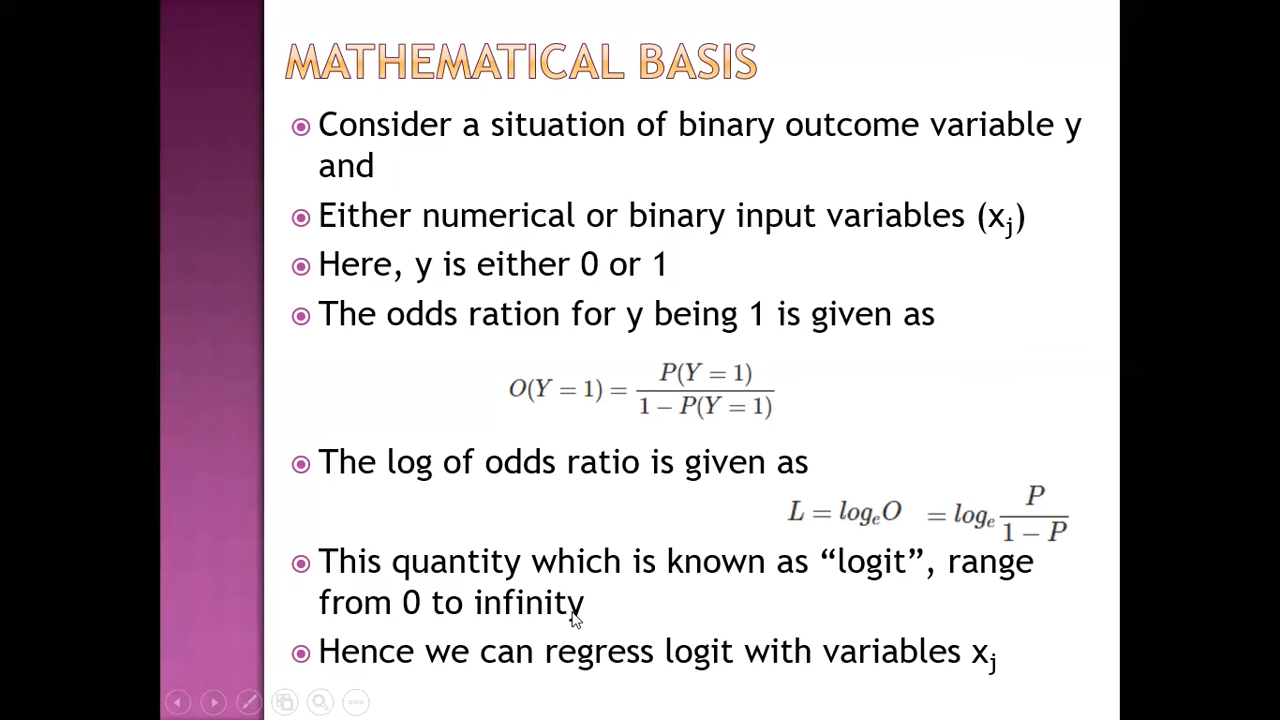 MATHEMATICAL BASIS
Consider a situation of binary outcome variable y
and
Either numerical or binary input variables (xj)
Here, y is either 0 or 1
The odds ration for y being 1 is given as
O(Y = 1) = P(Y = 1) / 1 − P(Y = 1)
The log of odds ratio is given as
L = logeO = loge P / 1 − P
This quantity which is known as “logit”, range
from 0 to infinity
Hence we can regress logit with variables xj